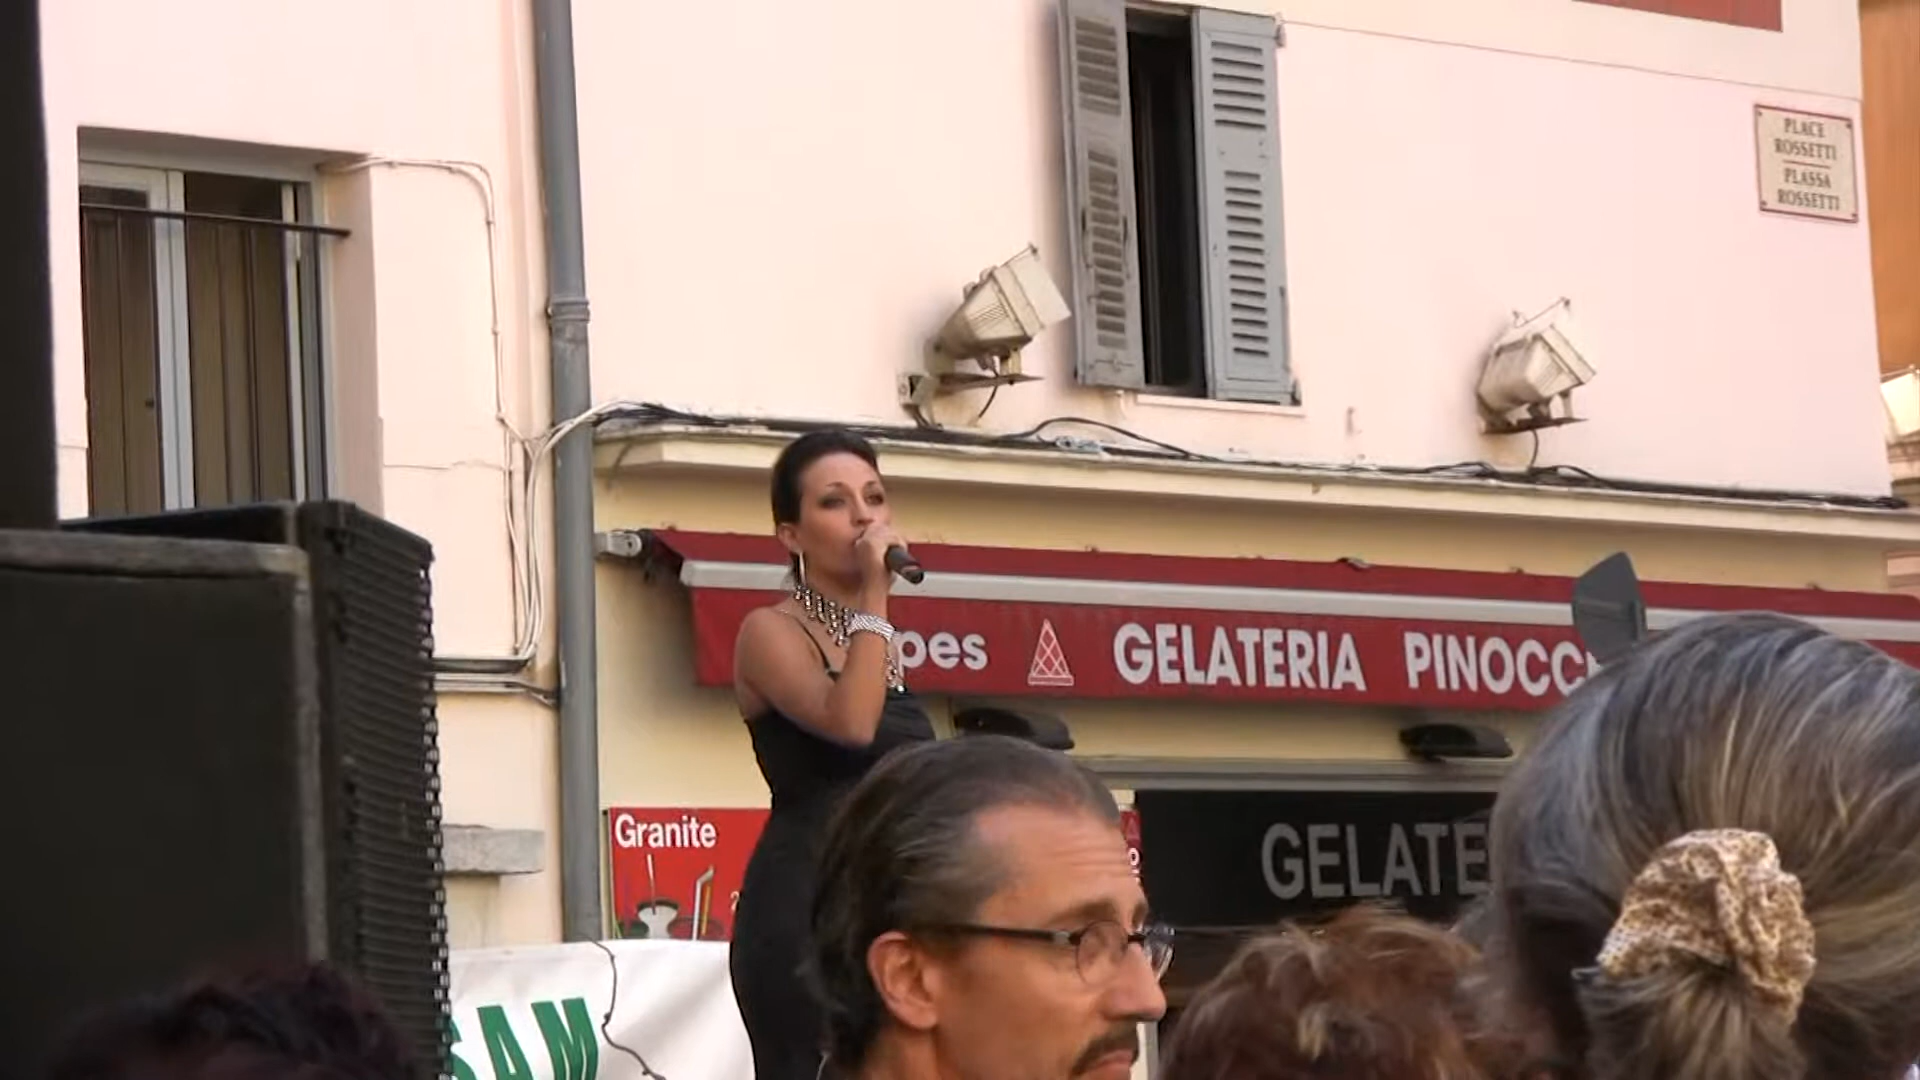 PLACE
ROSSETTI
PLASSA
ROSSETTI
pes GELATERIA PINOCC
Granite
GELATE
SAM